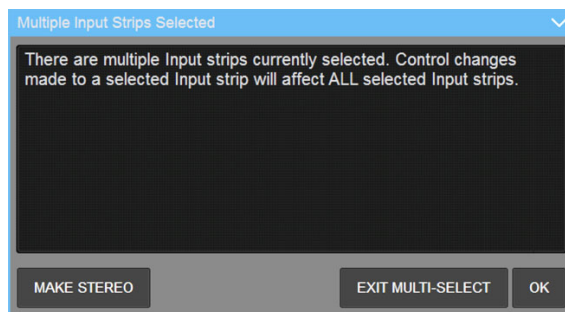 Multiple Input Strips Selected
There are multiple Input strips currently selected. Control changes
made to a selected Input strip will affect ALL selected Input strips.
MAKE STEREO
EXIT MULTI-SELECT
OK